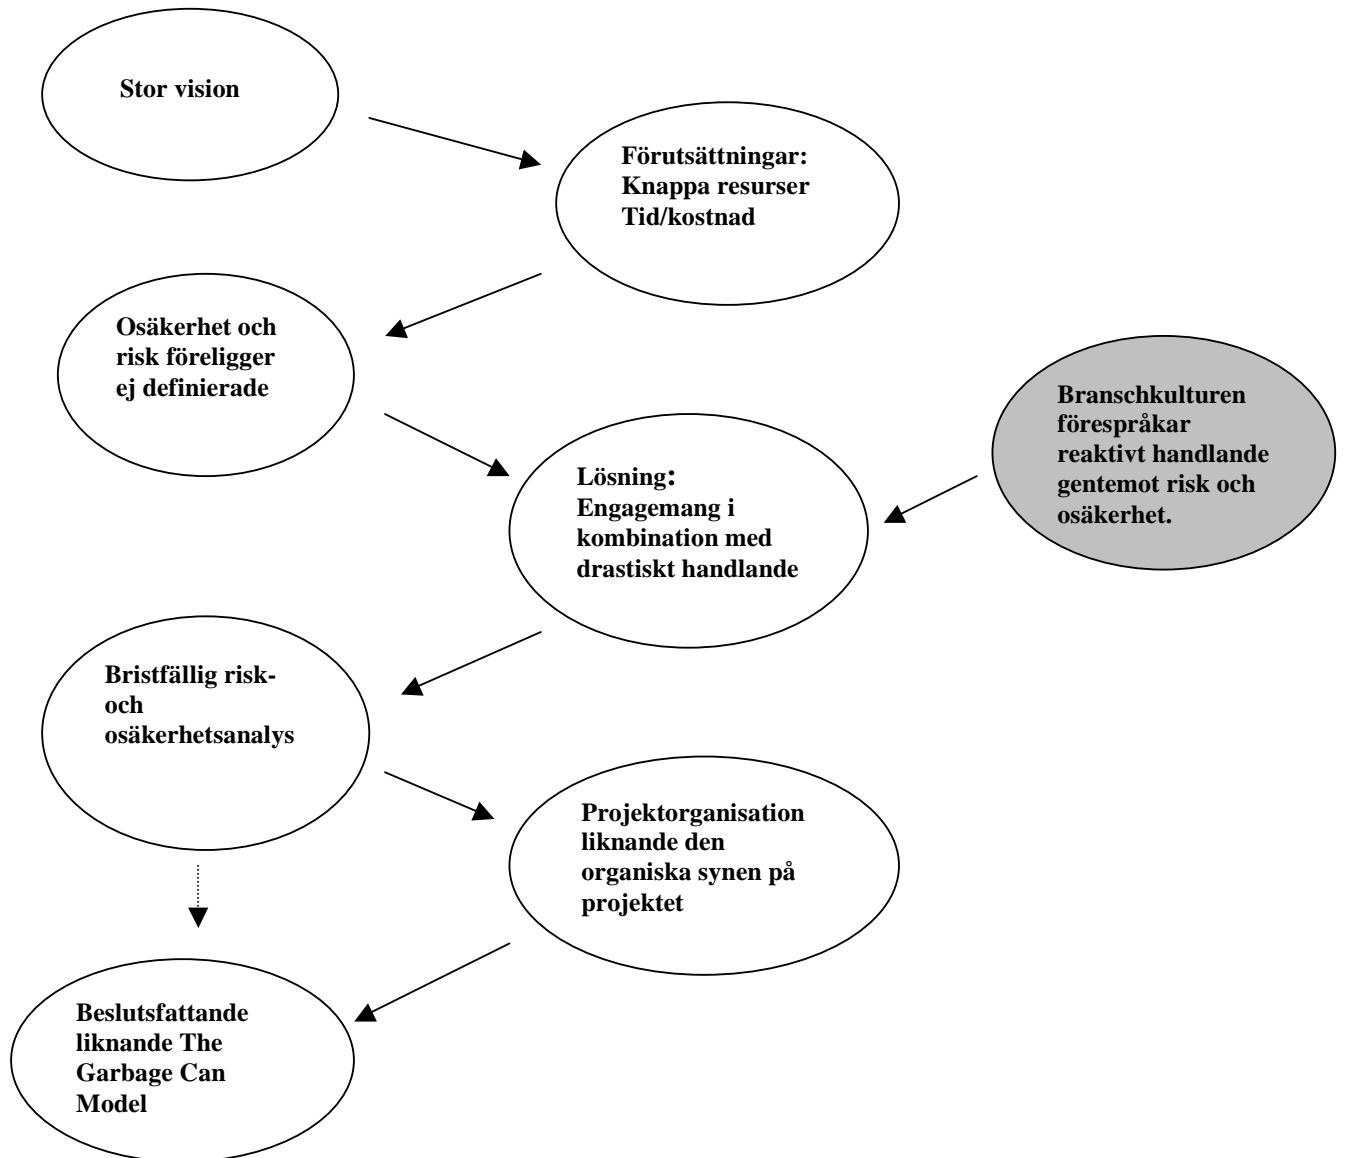 Stor vision
Förutsättningar:
Knappa resurser
Tid/kostnad
Osäkerhet och
risk föreligger
ej definierade
Branschkulturen
förespråkar
reaktivt handlande
gentemot risk och
osäkerhet.
Lösning:
Engagemang i
kombination med
drastiskt handlande
Bristfällig risk-
och
osäkerhetsanalys
Projektorganisation
liknande den
organiska synen på
projektet
Beslutsfattande
liknande The
Garbage Can
Model